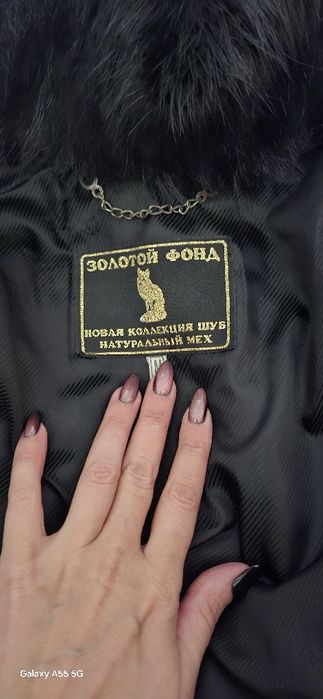 ЗОЛОТОЙ ФОНД
НОВАЯ КОЛЛЕКЦИЯ ШУБ
НАТУРАЛЬНЫЙ МЕХ
Galaxy A55 5G